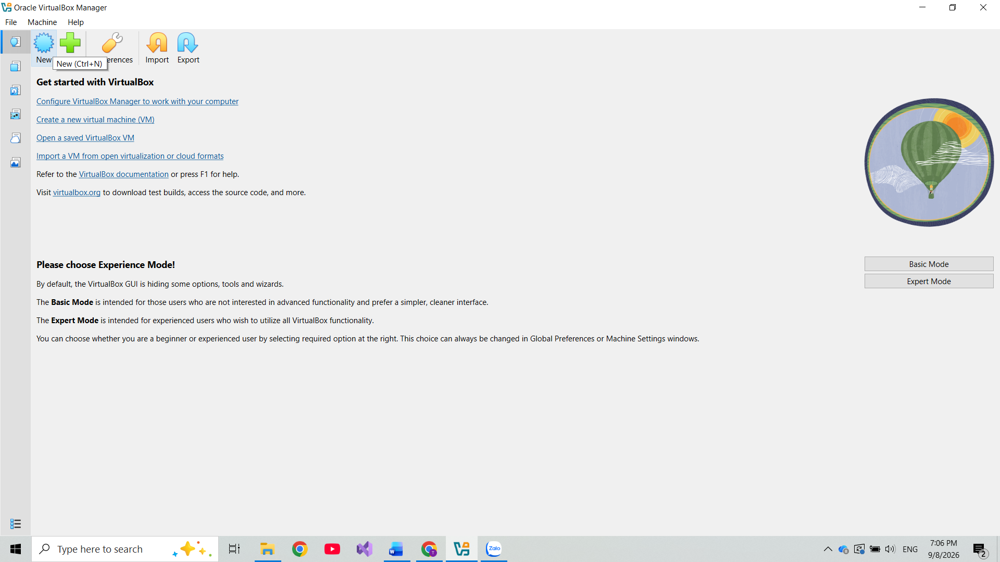 Oracle VirtualBox Manager
File Machine Help
New erences Import Export
New (Ctrl+N)
Get started with VirtualBox
Configure VirtualBox Manager to work with your computer
Create a new virtual machine (VM)
Open a saved VirtualBox VM
Import a VM from open virtualization or cloud formats
Refer to the VirtualBox documentation or press F1 for help.
Visit virtualbox.org to download test builds, access the source code, and more.
Please choose Experience Mode!
Basic Mode
Expert Mode
By default, the VirtualBox GUI is hiding some options, tools and wizards.
The Basic Mode is intended for those users who are not interested in advanced functionality and prefer a simpler, cleaner interface.
The Expert Mode is intended for experienced users who wish to utilize all VirtualBox functionality.
You can choose whether you are a beginner or experienced user by selecting required option at the right. This choice can always be changed in Global Preferences or Machine Settings windows.
Type here to search
W
T
Zalo
ENG
7:06 PM
9/8/2026
2